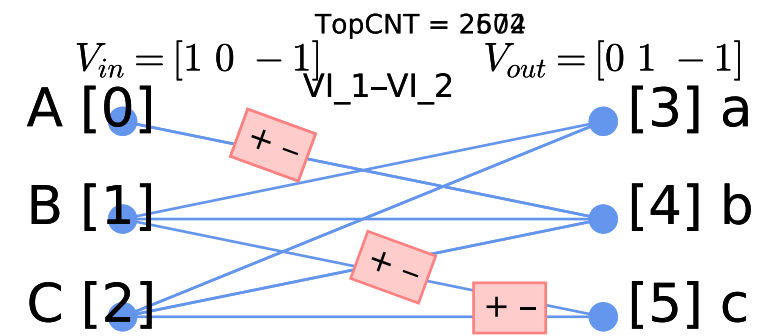 TopCNT =
V_in = [1 0 −1] V_out = [0 1 −1]
VI_1–VI_2
A [0] [3] a
+ −
B [1] [4] b
+ −
C [2] [5] c
+ −